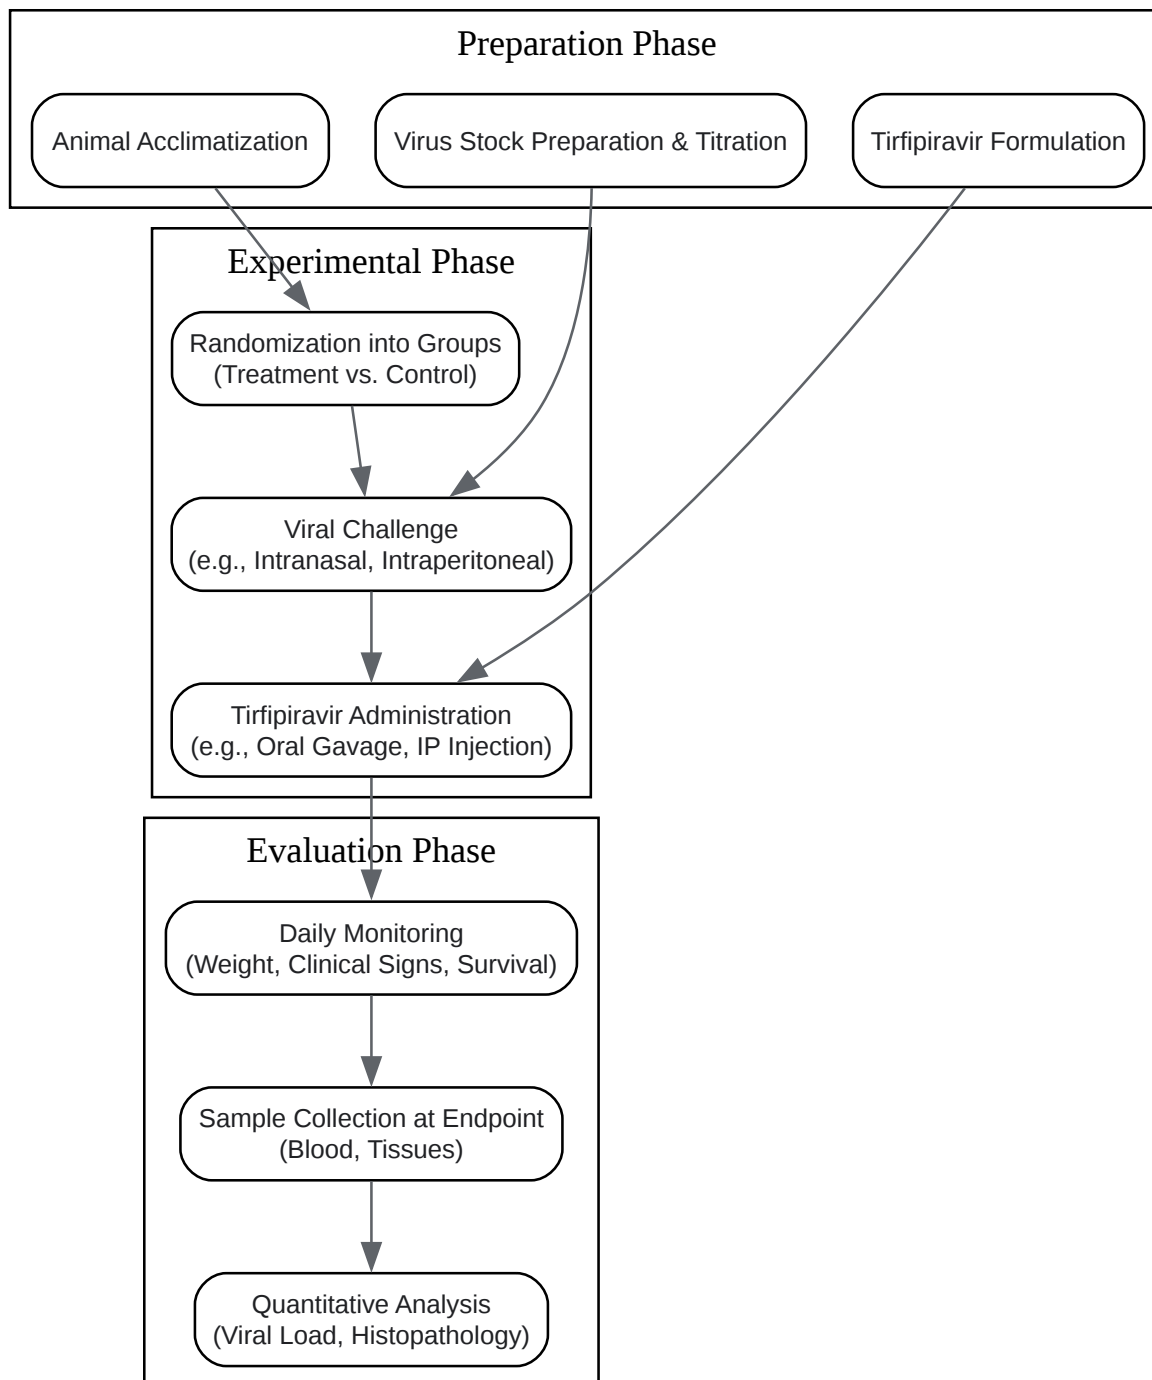 Preparation Phase
Animal Acclimatization
Virus Stock Preparation & Titration
Tirfipiravir Formulation
Experimental Phase
Randomization into Groups
(Treatment vs. Control)
Viral Challenge
(e.g., Intranasal, Intraperitoneal)
Tirfipiravir Administration
(e.g., Oral Gavage, IP Injection)
Evaluation Phase
Daily Monitoring
(Weight, Clinical Signs, Survival)
Sample Collection at Endpoint
(Blood, Tissues)
Quantitative Analysis
(Viral Load, Histopathology)